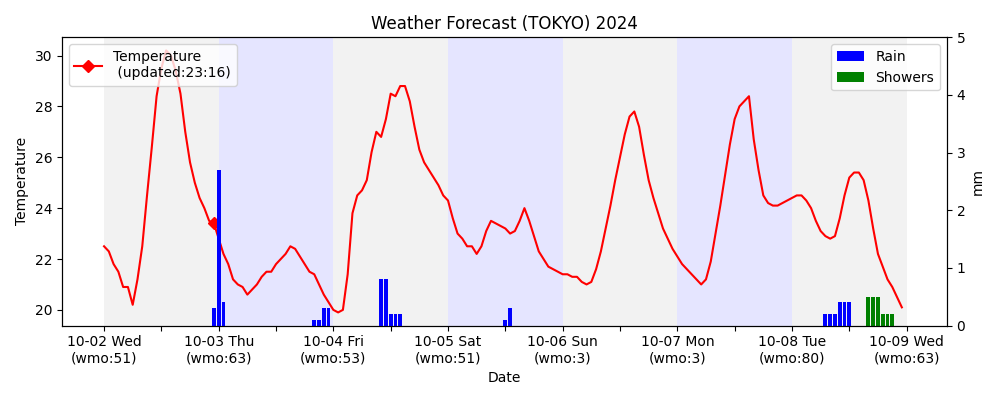 Weather Forecast (TOKYO) 2024
Temperature
(updated:23:16)
Rain
Showers
Temperature
30
28
26
24
22
20
5
4
3
2
1
0
mm
10-02 Wed
(wmo:51)
10-03 Thu
(wmo:63)
10-04 Fri
(wmo:53)
10-05 Sat
(wmo:51)
10-06 Sun
(wmo:3)
10-07 Mon
(wmo:3)
10-08 Tue
(wmo:80)
10-09 Wed
(wmo:63)
Date